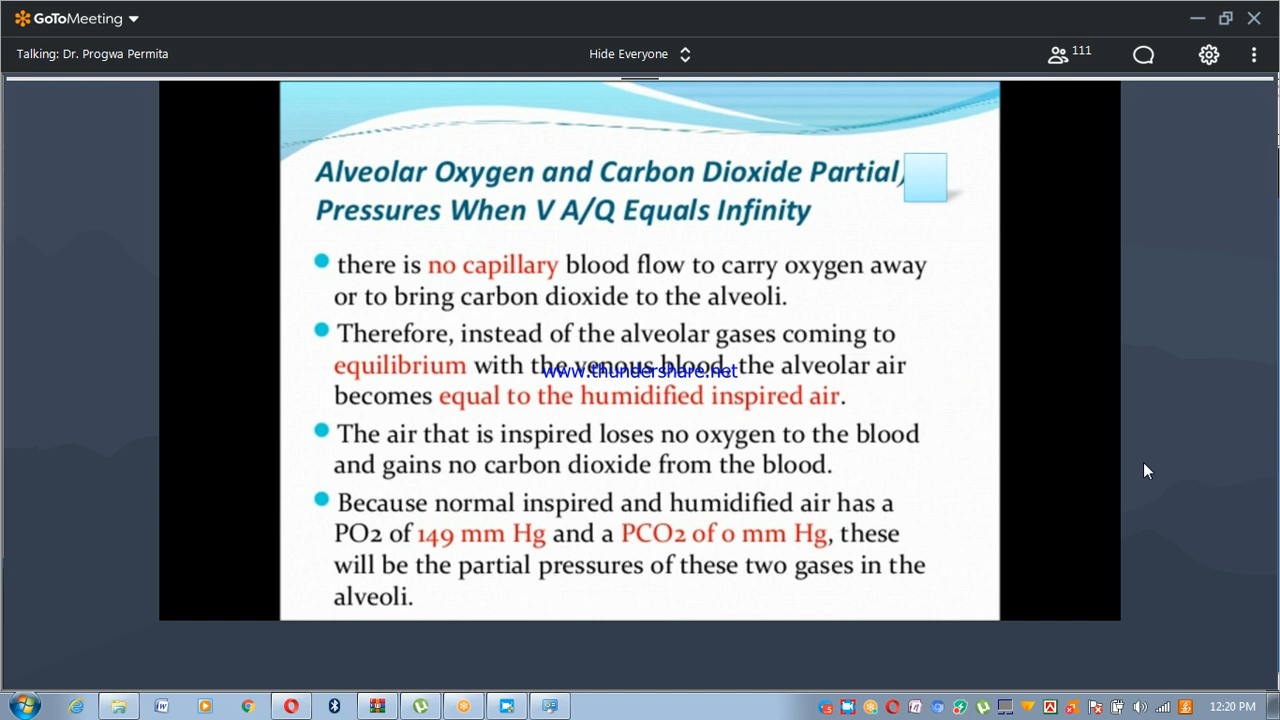 GoToMeeting
Talking: Dr. Progwa Permita
Hide Everyone
111
Alveolar Oxygen and Carbon Dioxide Partial
Pressures When V A/Q Equals Infinity
there is no capillary blood flow to carry oxygen away
or to bring carbon dioxide to the alveoli.
Therefore, instead of the alveolar gases coming to
equilibrium with the venous blood, the alveolar air
www.thundershare.net
becomes equal to the humidified inspired air.
The air that is inspired loses no oxygen to the blood
and gains no carbon dioxide from the blood.
Because normal inspired and humidified air has a
PO2 of 149 mm Hg and a PCO2 of 0 mm Hg, these
will be the partial pressures of these two gases in the
alveoli.
12:20 PM